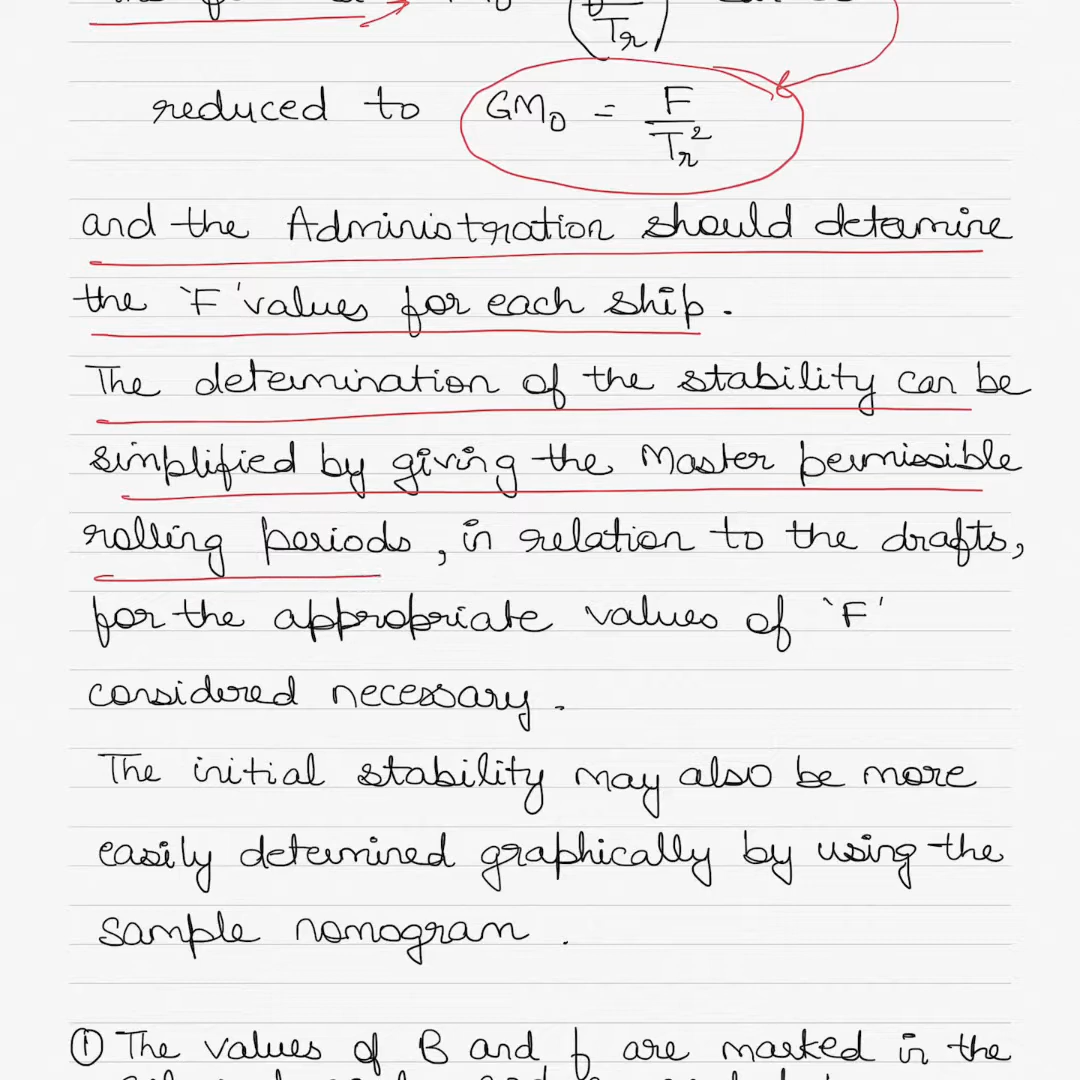 Tr
reduced to GM₀ = F / Tr²
and the Administration should determine
the 'F' values for each ship.
The determination of the stability can be
simplified by giving the Master permissible
rolling periods, in relation to the drafts,
for the appropriate values of 'F'
considered necessary.
The initial stability may also be more
easily determined graphically by using the
sample nomogram.
① The values of B and f are marked in the